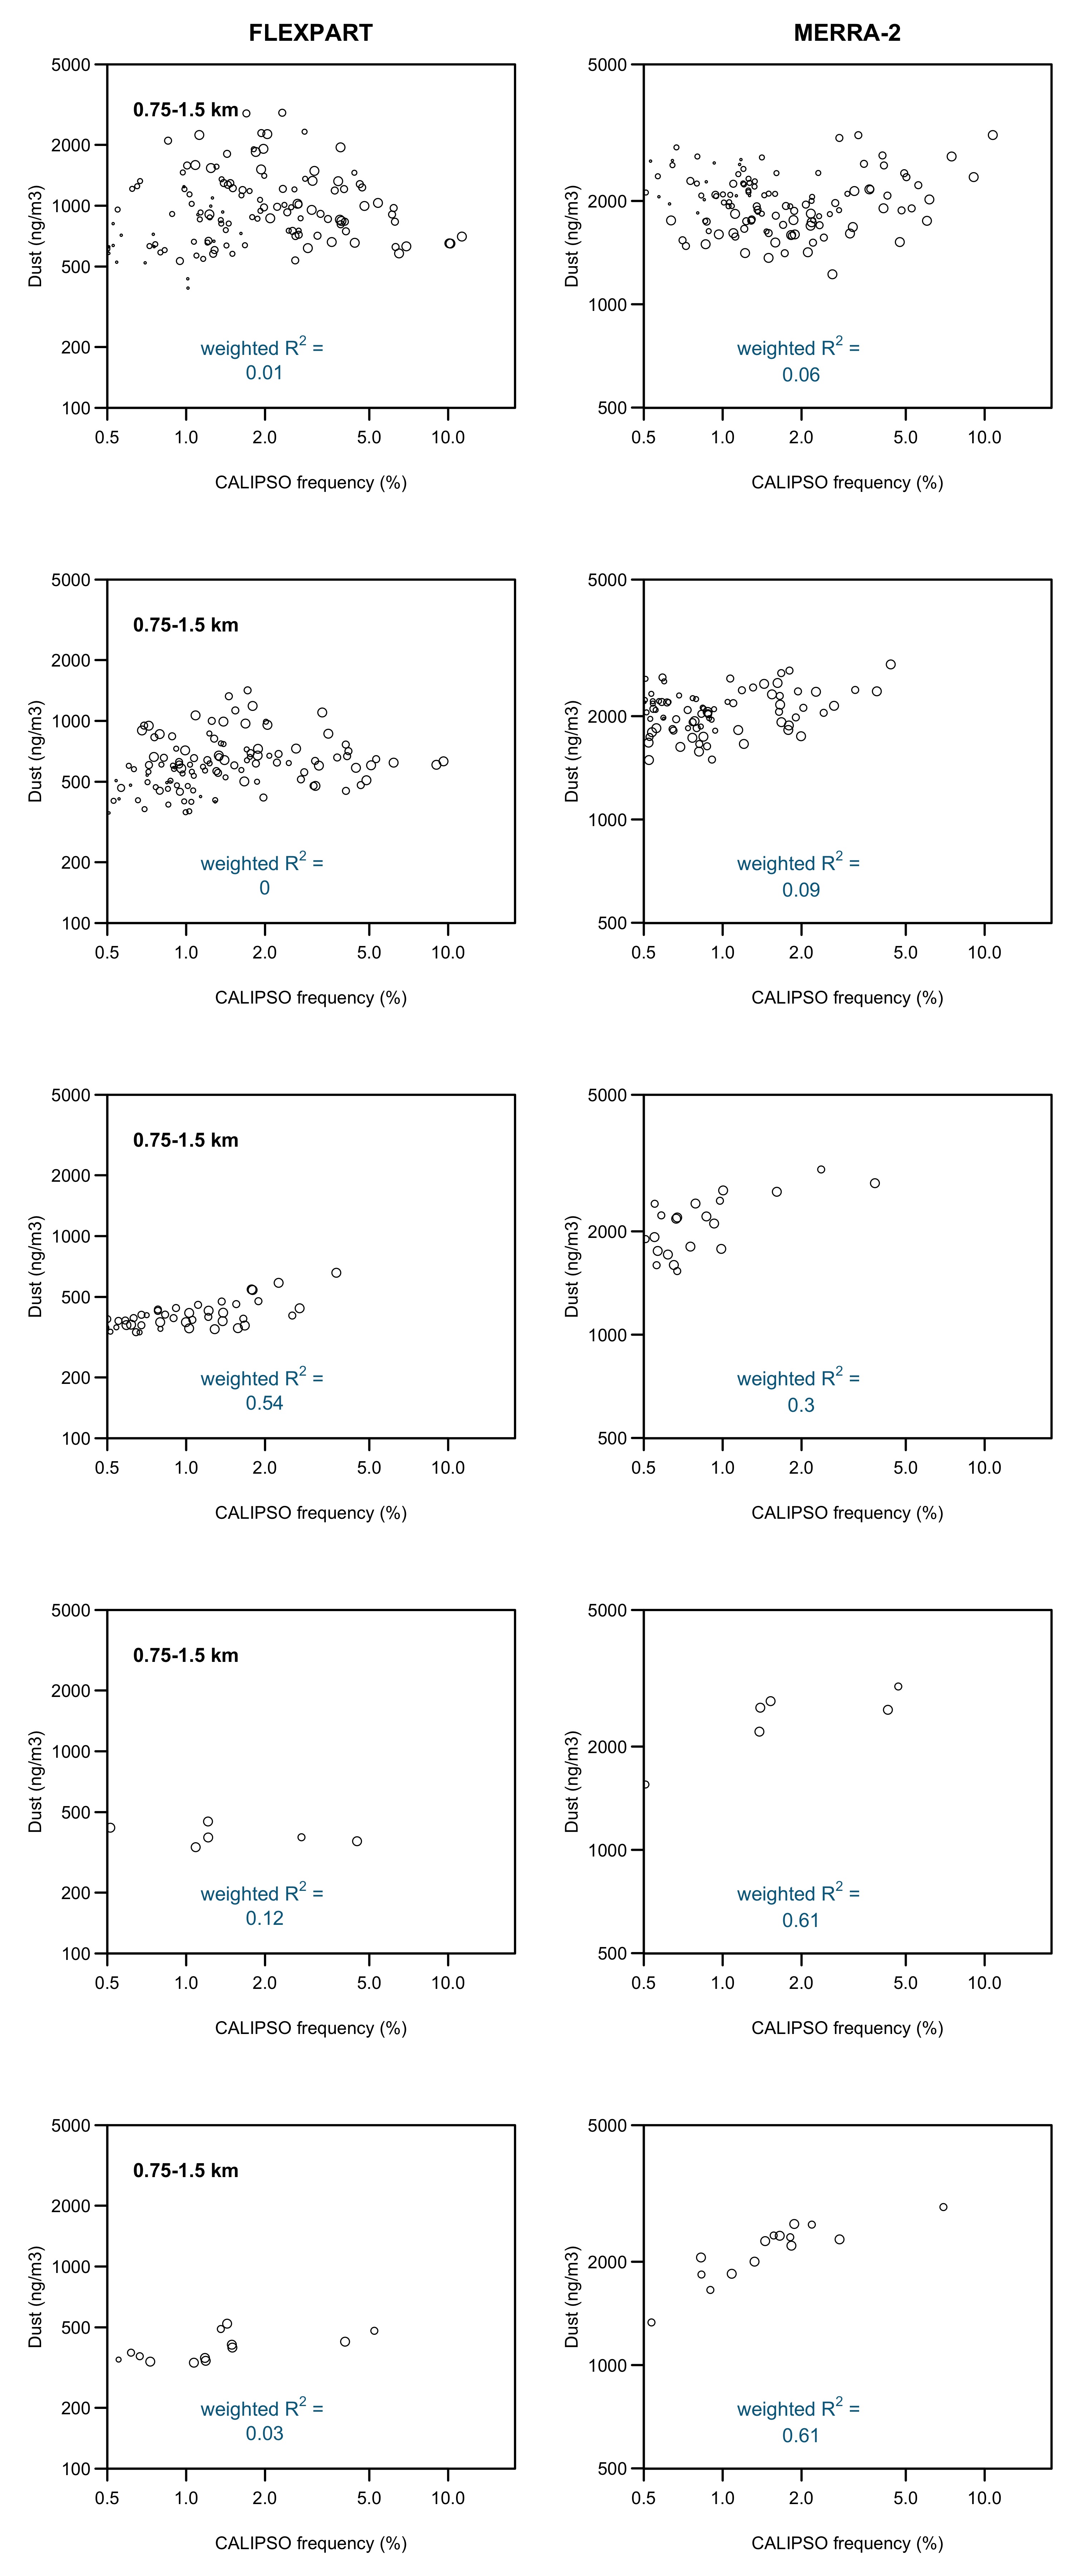 FLEXPART
MERRA-2
5000
2000
1000
500
200
100
Dust (ng/m3)
0.75-1.5 km
weighted R² =
0.01
0.5 1.0 2.0 5.0 10.0
CALIPSO frequency (%)
5000
2000
1000
500
Dust (ng/m3)
weighted R² =
0.06
0.5 1.0 2.0 5.0 10.0
CALIPSO frequency (%)
5000
2000
1000
500
200
100
Dust (ng/m3)
0.75-1.5 km
weighted R² =
0
0.5 1.0 2.0 5.0 10.0
CALIPSO frequency (%)
5000
2000
1000
500
Dust (ng/m3)
weighted R² =
0.09
0.5 1.0 2.0 5.0 10.0
CALIPSO frequency (%)
5000
2000
1000
500
200
100
Dust (ng/m3)
0.75-1.5 km
weighted R² =
0.54
0.5 1.0 2.0 5.0 10.0
CALIPSO frequency (%)
5000
2000
1000
500
Dust (ng/m3)
weighted R² =
0.3
0.5 1.0 2.0 5.0 10.0
CALIPSO frequency (%)
5000
2000
1000
500
200
100
Dust (ng/m3)
0.75-1.5 km
weighted R² =
0.12
0.5 1.0 2.0 5.0 10.0
CALIPSO frequency (%)
5000
2000
1000
500
Dust (ng/m3)
weighted R² =
0.61
0.5 1.0 2.0 5.0 10.0
CALIPSO frequency (%)
5000
2000
1000
500
200
100
Dust (ng/m3)
0.75-1.5 km
weighted R² =
0.03
0.5 1.0 2.0 5.0 10.0
CALIPSO frequency (%)
5000
2000
1000
500
Dust (ng/m3)
weighted R² =
0.61
0.5 1.0 2.0 5.0 10.0
CALIPSO frequency (%)